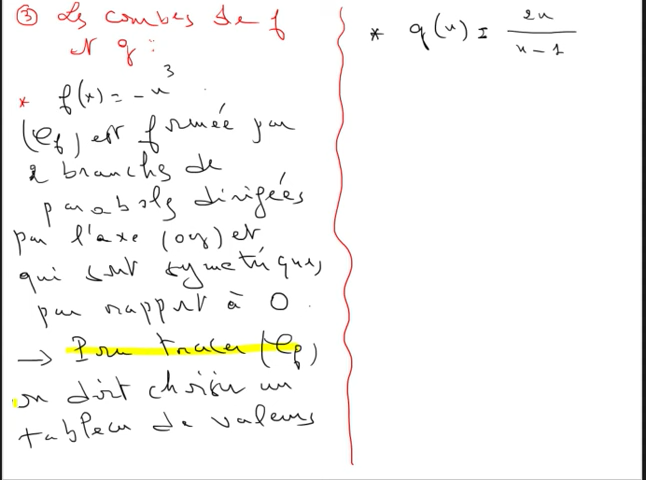 ③ Les courbes de f
et g :
* f(x) = -x³
(Cf) est formée par
2 branches de
paraboles dirigées
par l'axe (oy) et
qui sont symétriques
par rapport à O
→ Pour tracer (Cf)
on doit choisir un
tableau de valeurs
* g(x) = 2x / x - 1